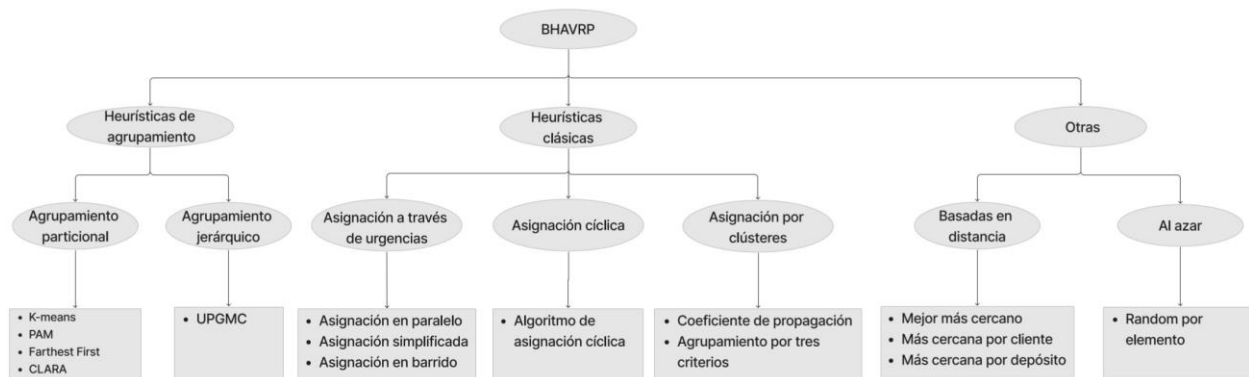 BHAVRP
Heurísticas de
agrupamiento
Heurísticas
clásicas
Otras
Agrupamiento
particional
Agrupamiento
jerárquico
Asignación a través
de urgencias
Asignación cíclica
Asignación por
clústeres
Basadas en
distancia
Al azar
• K-means
• PAM
• Farthest First
• CLARA
• UPGMC
• Asignación en paralelo
• Asignación simplificada
• Asignación en barrido
• Algoritmo de
asignación cíclica
• Coeficiente de propagación
• Agrupamiento por tres
criterios
• Mejor más cercano
• Más cercana por cliente
• Más cercana por depósito
• Random por
elemento